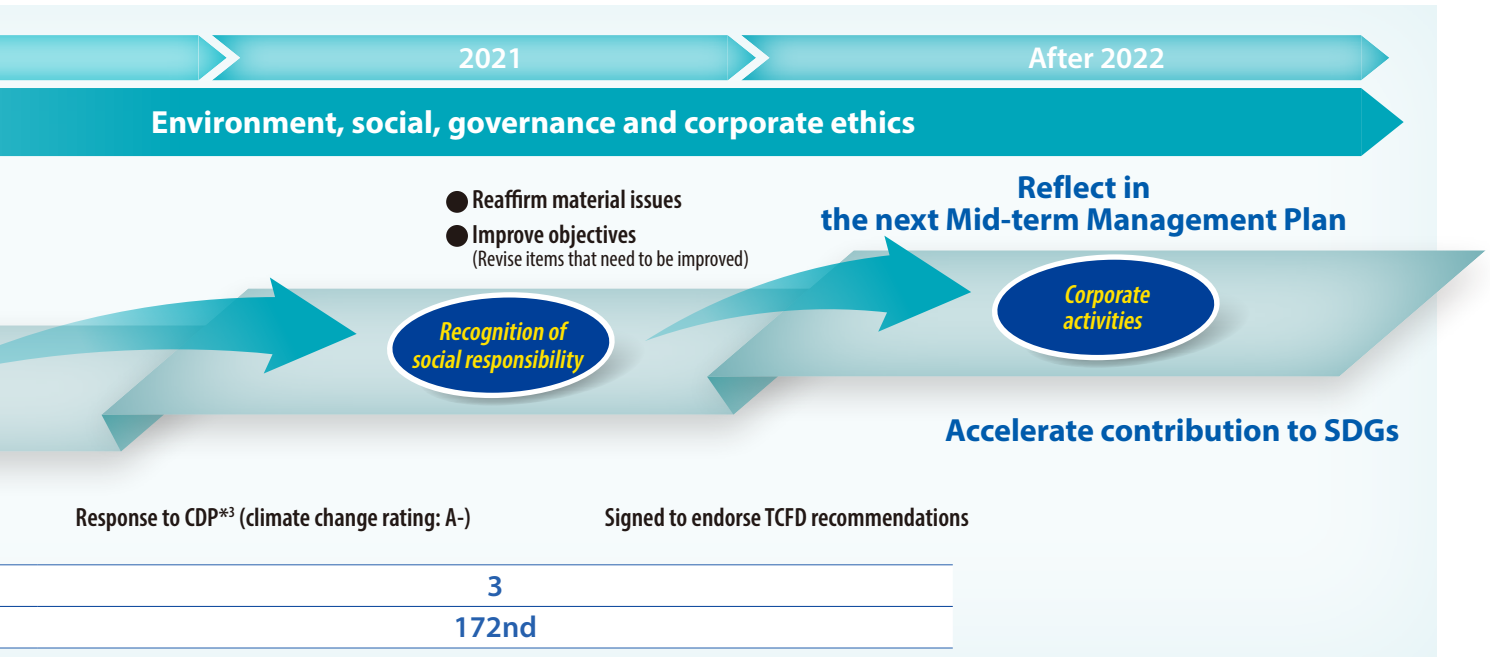 2021
After 2022
Environment, social, governance and corporate ethics
● Reaffirm material issues
● Improve objectives
(Revise items that need to be improved)
Reflect in
the next Mid-term Management Plan
Recognition of
social responsibility
Corporate
activities
Accelerate contribution to SDGs
Response to CDP*³ (climate change rating: A-)
Signed to endorse TCFD recommendations
3
172nd